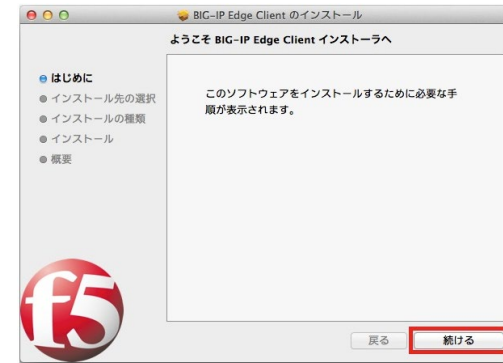 BIG-IP Edge Client のインストール
ようこそ BIG-IP Edge Client インストーラへ
はじめに
インストール先の選択
インストールの種類
インストール
概要
このソフトウェアをインストールするために必要な手
順が表示されます。
f5
戻る
続ける